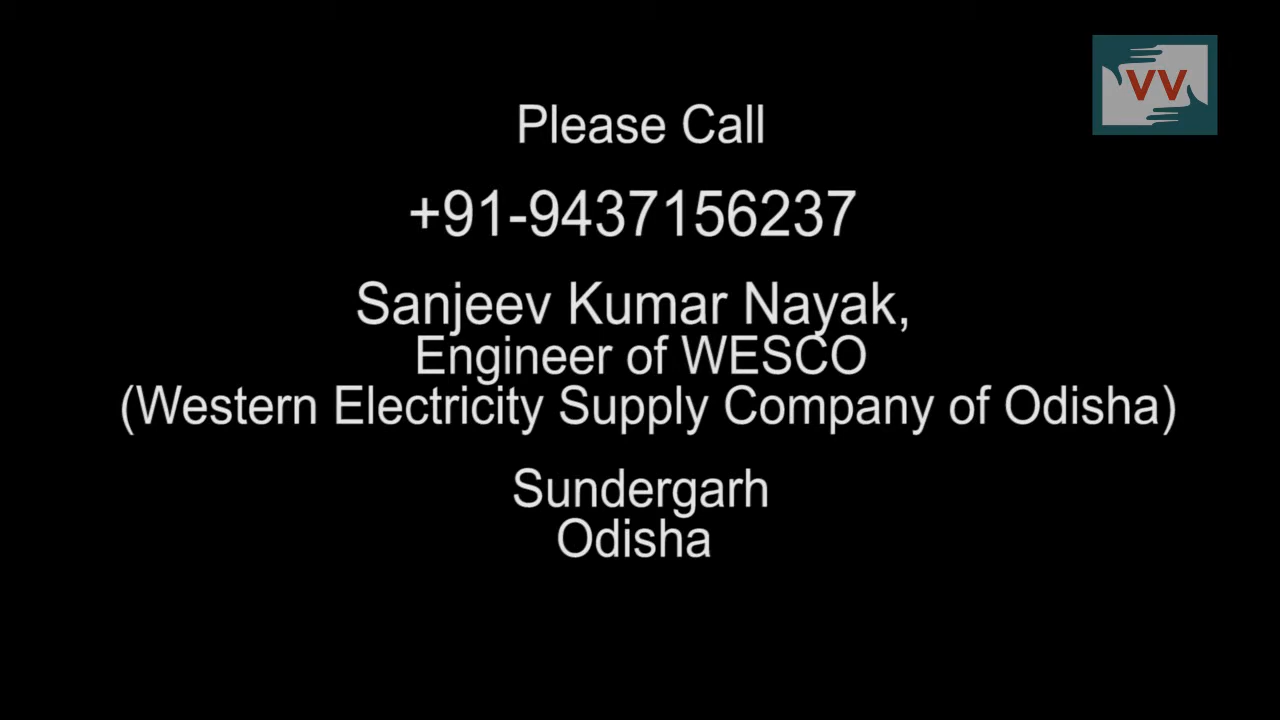 VV
Please Call
+91-9437156237
Sanjeev Kumar Nayak,
Engineer of WESCO
(Western Electricity Supply Company of Odisha)
Sundergarh
Odisha